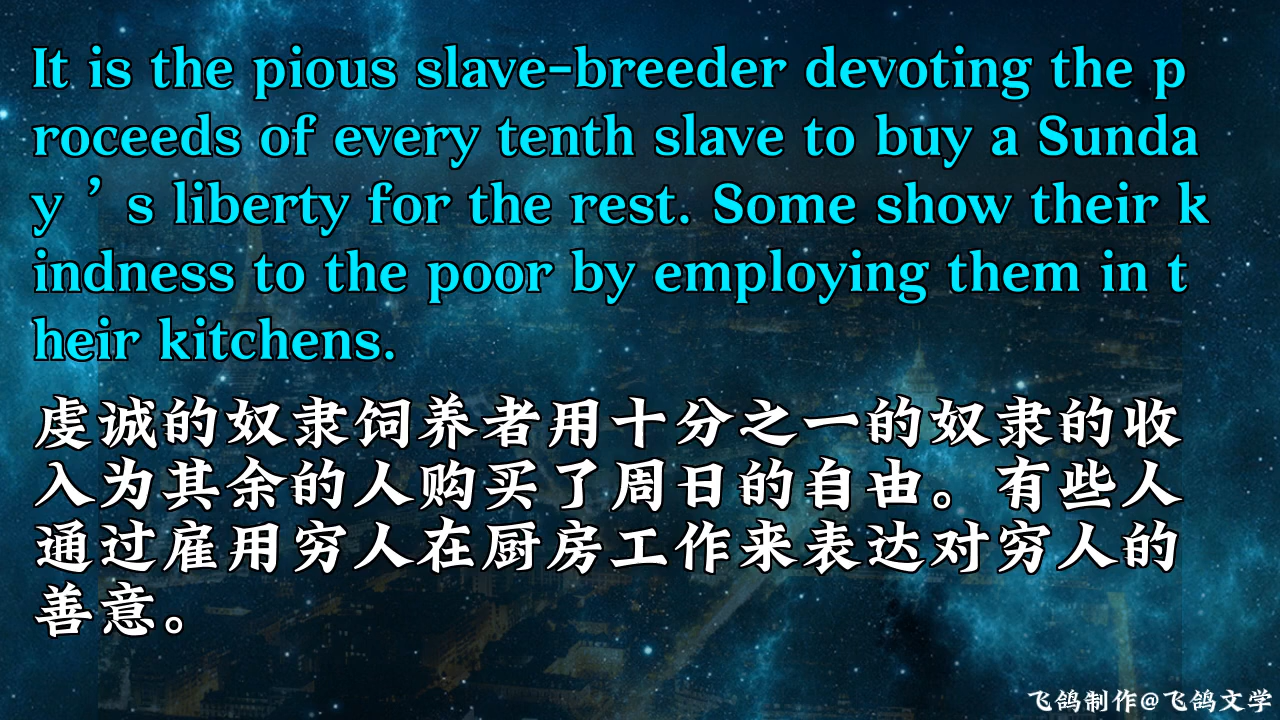 It is the pious slave-breeder devoting the p
roceeds of every tenth slave to buy a Sunda
y ’ s liberty for the rest. Some show their k
indness to the poor by employing them in t
heir kitchens.
虔诚的奴隶饲养者用十分之一的奴隶的收
入为其余的人购买了周日的自由。有些人
通过雇用穷人在厨房工作来表达对穷人的
善意。
飞鸽制作@飞鸽文学